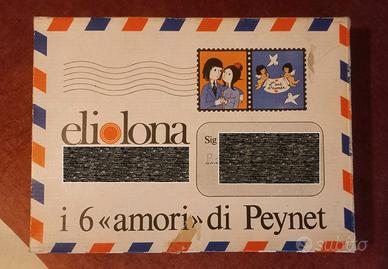 eliolona
Sig
i 6 «amori» di Peynet
subito